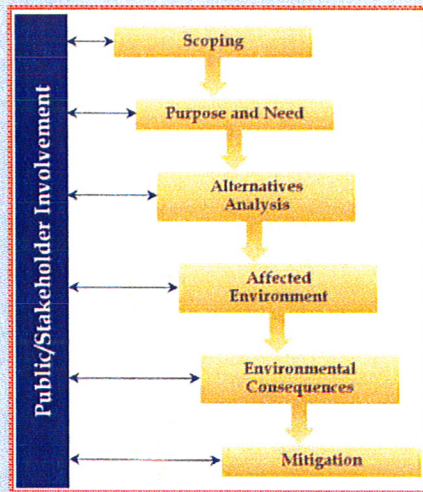 Public/Stakeholder Involvement
Scoping
Purpose and Need
Alternatives
Analysis
Affected
Environment
Environmental
Consequences
Mitigation